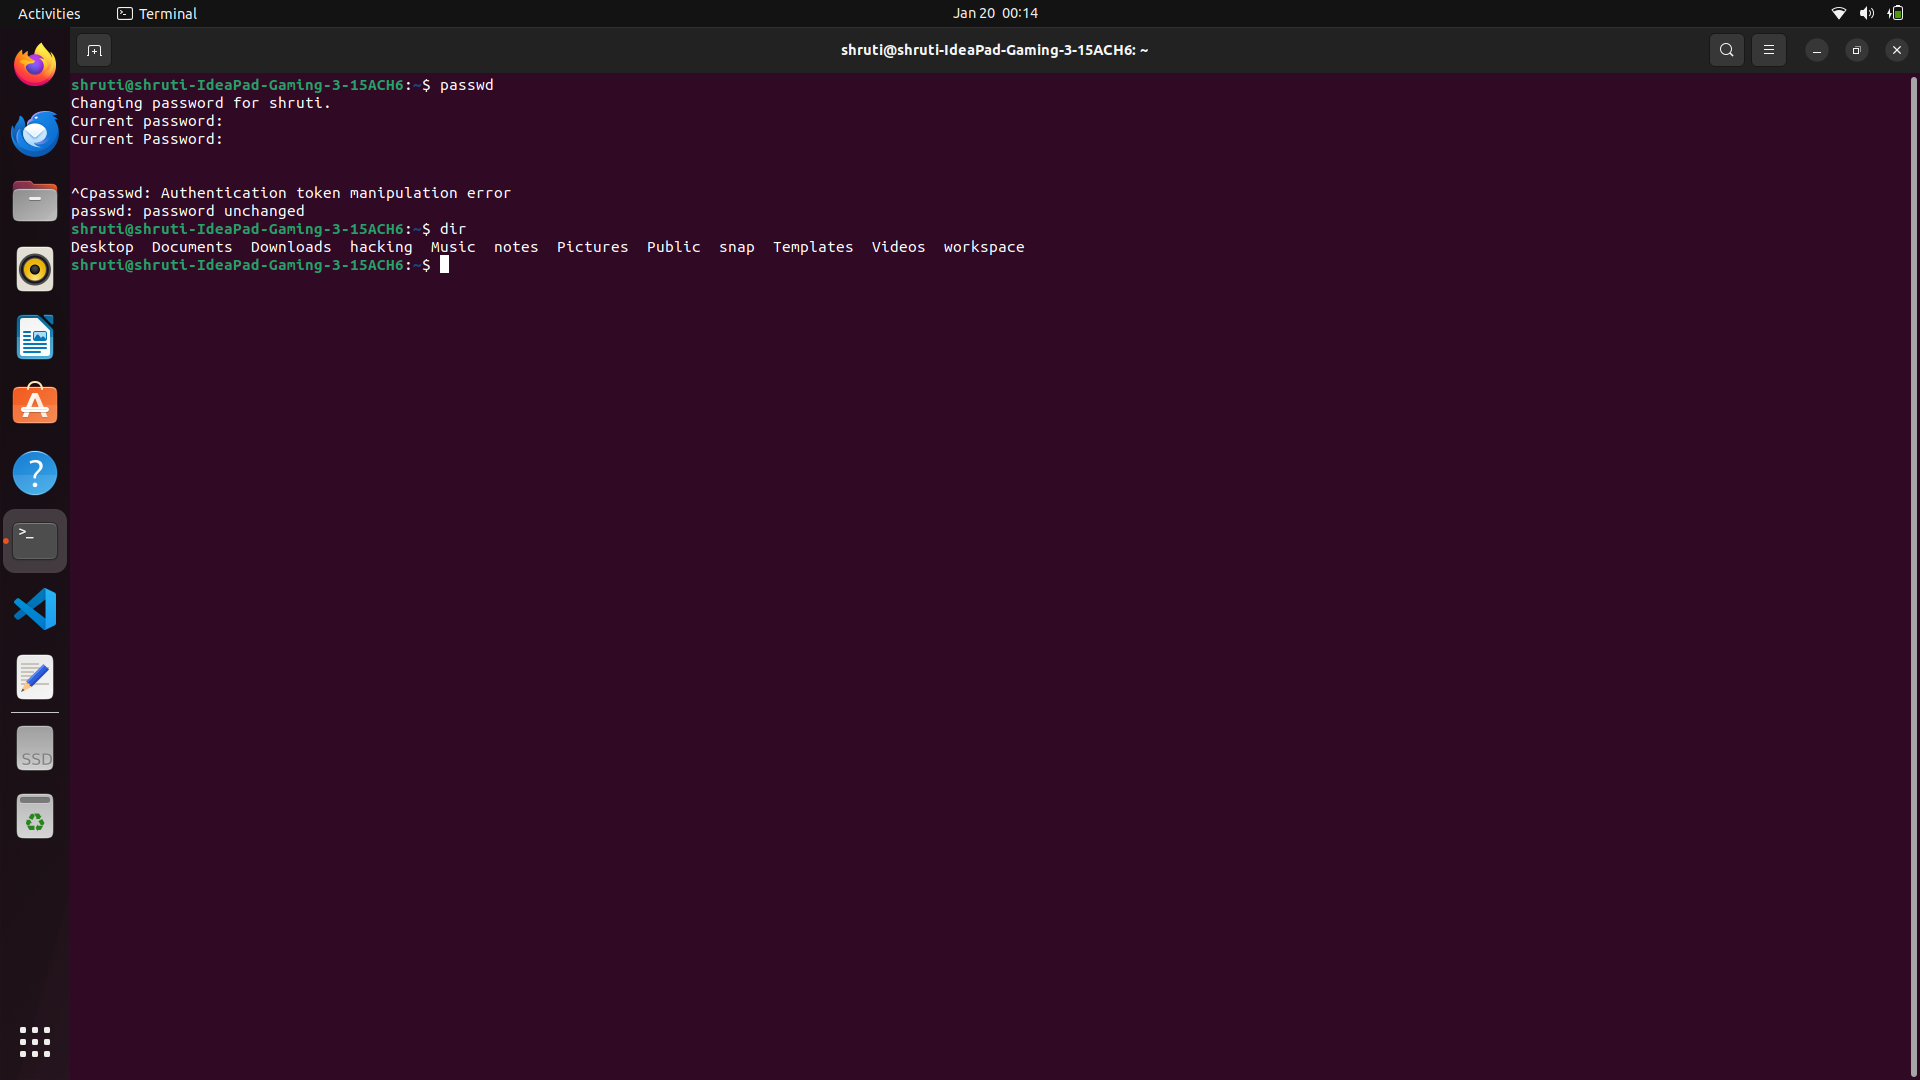 Activities Terminal Jan 20 00:14
shruti@shruti-IdeaPad-Gaming-3-15ACH6: ~
shruti@shruti-IdeaPad-Gaming-3-15ACH6:~$ passwd
Changing password for shruti.
Current password:
Current Password:
^Cpasswd: Authentication token manipulation error
passwd: password unchanged
shruti@shruti-IdeaPad-Gaming-3-15ACH6:~$ dir
Desktop  Documents  Downloads  hacking  Music  notes  Pictures  Public  snap  Templates  Videos  workspace
shruti@shruti-IdeaPad-Gaming-3-15ACH6:~$
>_
SSD